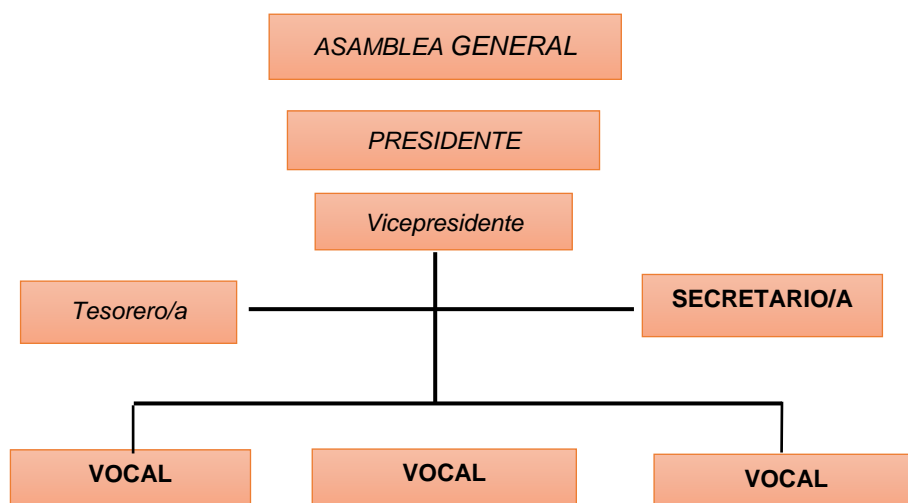 ASAMBLEA GENERAL
PRESIDENTE
Vicepresidente
Tesorero/a
SECRETARIO/A
VOCAL
VOCAL
VOCAL